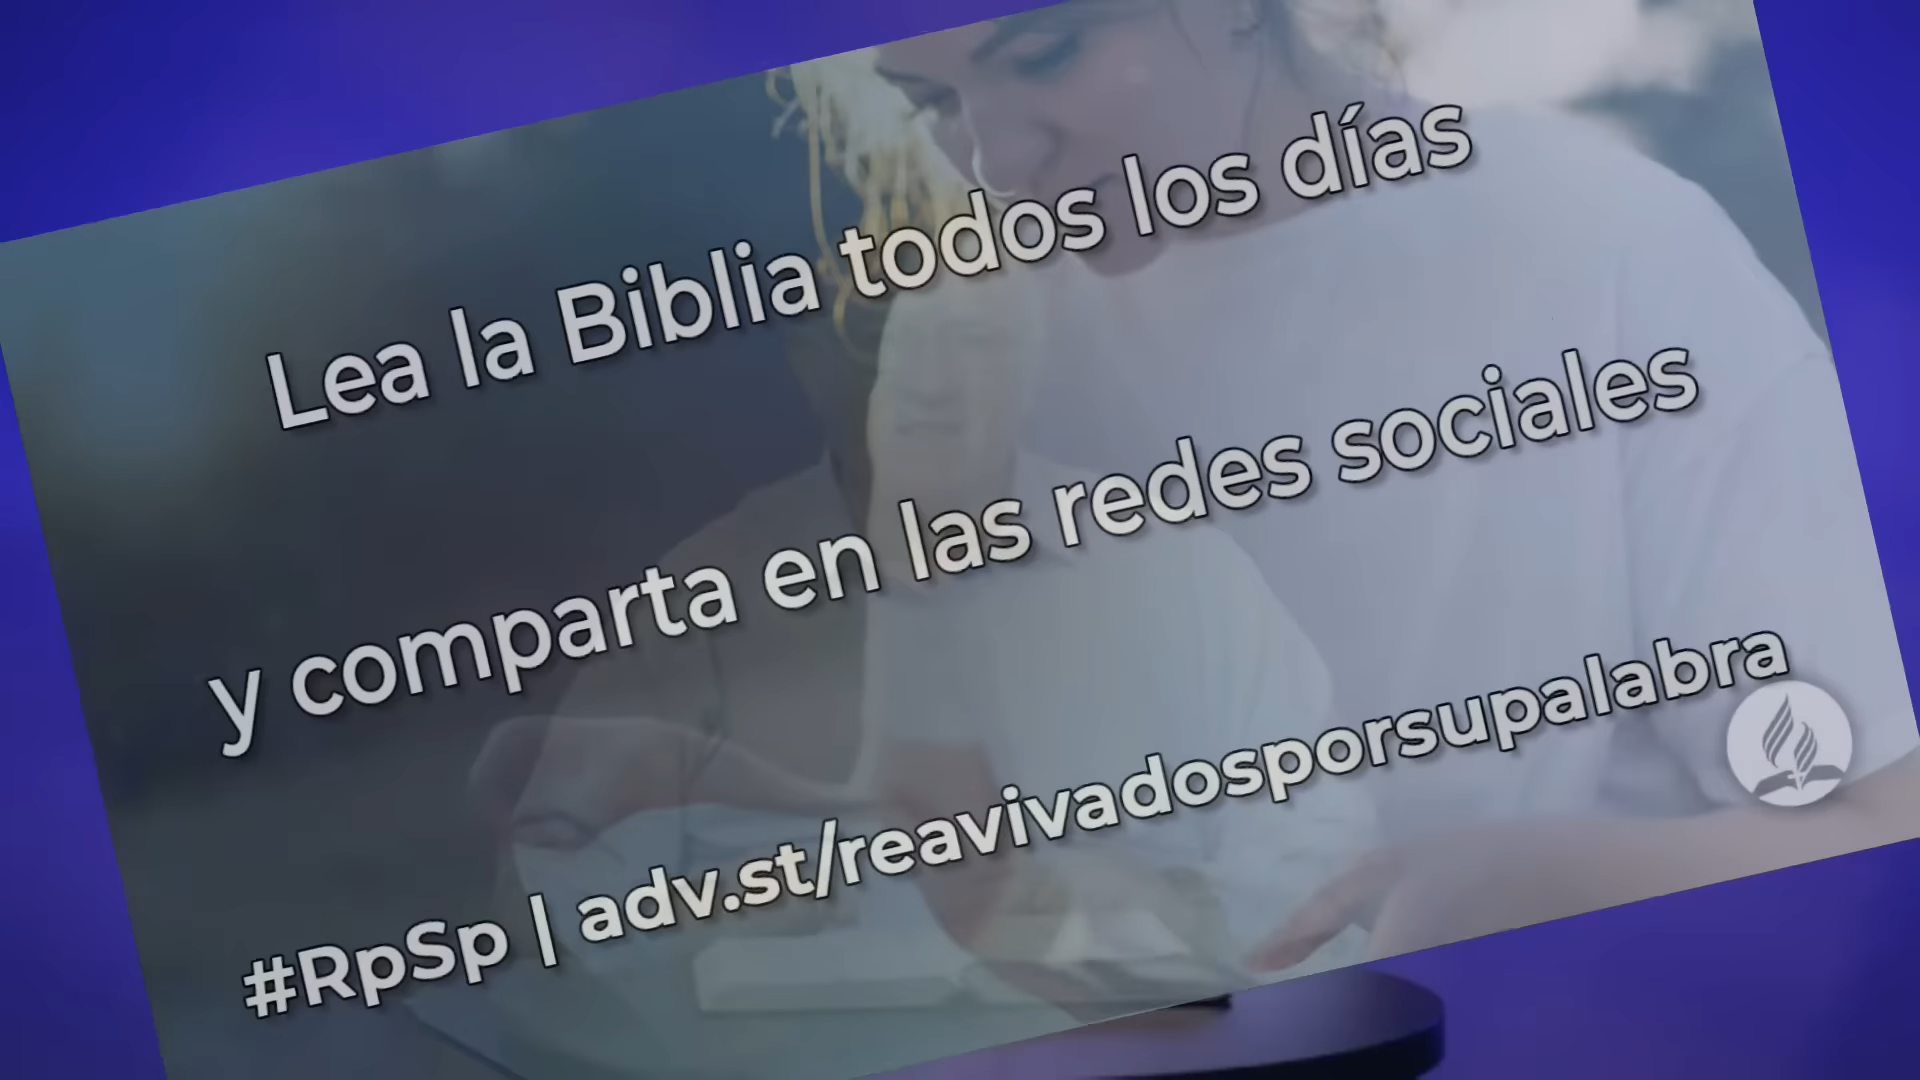 Lea la Biblia todos los días
y comparta en las redes sociales
#RpSp | adv.st/reavivadosporsupalabra